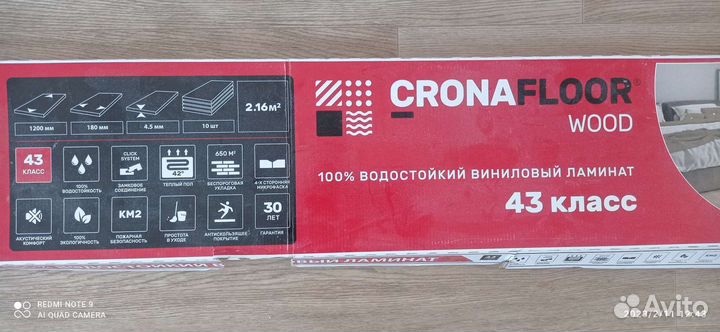 CRONAFLOOR®
WOOD
100% ВОДОСТОЙКИЙ ВИНИЛОВЫЙ ЛАМИНАТ
43 класс
2.16м²
1200 мм
180 мм
4.5 мм
10 шт
43
КЛАСС
100%
ВОДОСТОЙКОСТЬ
CLICK
SYSTEM
ЗАМКОВОЕ
СОЕДИНЕНИЕ
42°
ТЕПЛЫЙ ПОЛ
650 М²
БЕСПОРОГОВАЯ
УКЛАДКА
4-Х СТОРОННЯЯ
МИКРОФАСКА
АКУСТИЧЕСКИЙ
КОМФОРТ
100%
ЭКОЛОГИЧНОСТЬ
КМ2
ПОЖАРНАЯ
БЕЗОПАСНОСТЬ
ПРОСТОТА
В УХОДЕ
АНТИСКОЛЬЗЯЩЕЕ
ПОКРЫТИЕ
30
ЛЕТ
ГАРАНТИЯ
ВЫЙ ЛАМИНАТ
REDMI NOTE 9
AI QUAD CAMERA
Avito